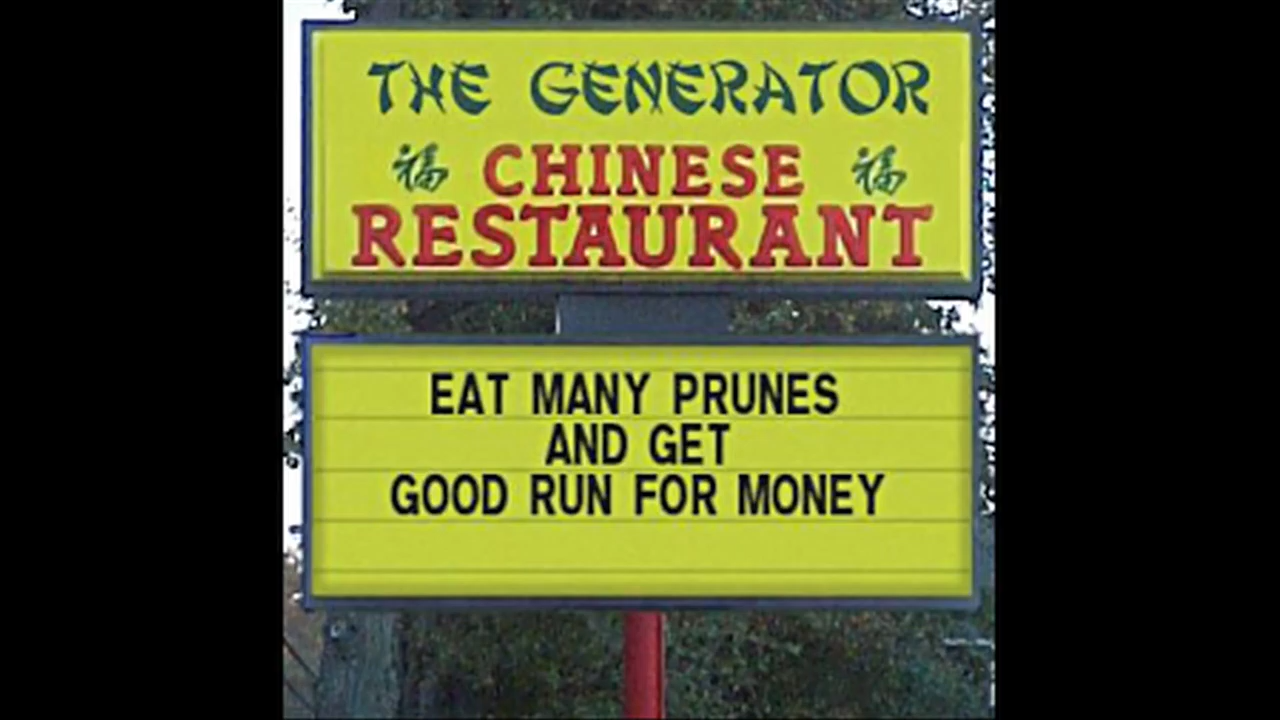 THE GENERATOR
福 CHINESE 福
RESTAURANT
EAT MANY PRUNES
AND GET
GOOD RUN FOR MONEY